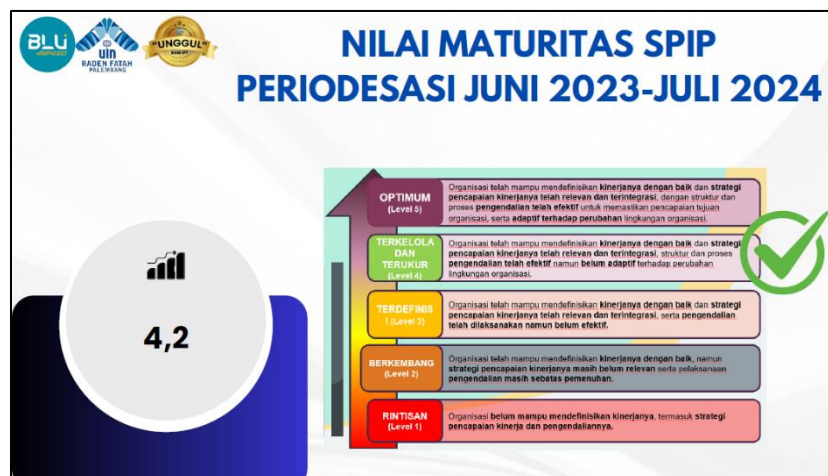 BLU
SPEED
uin
RADEN FATAH
PALEMBANG
"UNGGUL"
BAN-PT
NILAI MATURITAS SPIP
PERIODESASI JUNI 2023-JULI 2024
4,2
OPTIMUM
(Level 5)
Organisasi telah mampu mendefinisikan kinerjanya dengan baik dan strategi
pencapaian kinerjanya telah relevan dan terintegrasi, dengan struktur dan
proses pengendalian telah efektif untuk memastikan pencapaian tujuan
organisasi, serta adaptif terhadap perubahan lingkungan organisasi.
TERKELOLA
DAN
TERUKUR
(Level 4)
Organisasi telah mampu mendefinisikan kinerjanya dengan baik dan strategi
pencapaian kinerjanya telah relevan dan terintegrasi, struktur dan proses
pengendalian telah efektif namun belum adaptif terhadap perubahan
lingkungan organisasi.
TERDEFINIS
I (Level 3)
Organisasi telah mampu mendefinisikan kinerjanya dengan baik dan strategi
pencapaian kinerjanya telah relevan dan terintegrasi, serta pengendalian
telah dilaksanakan namun belum efektif.
BERKEMBANG
(Level 2)
Organisasi telah mampu mendefinisikan kinerjanya dengan baik, namun
strategi pencapaian kinerjanya masih belum relevan serta pelaksanaan
pengendalian masih sebatas pemenuhan.
RINTISAN
(Level 1)
Organisasi belum mampu mendefinisikan kinerjanya, termasuk strategi
pencapaian kinerja dan pengendaliannya.